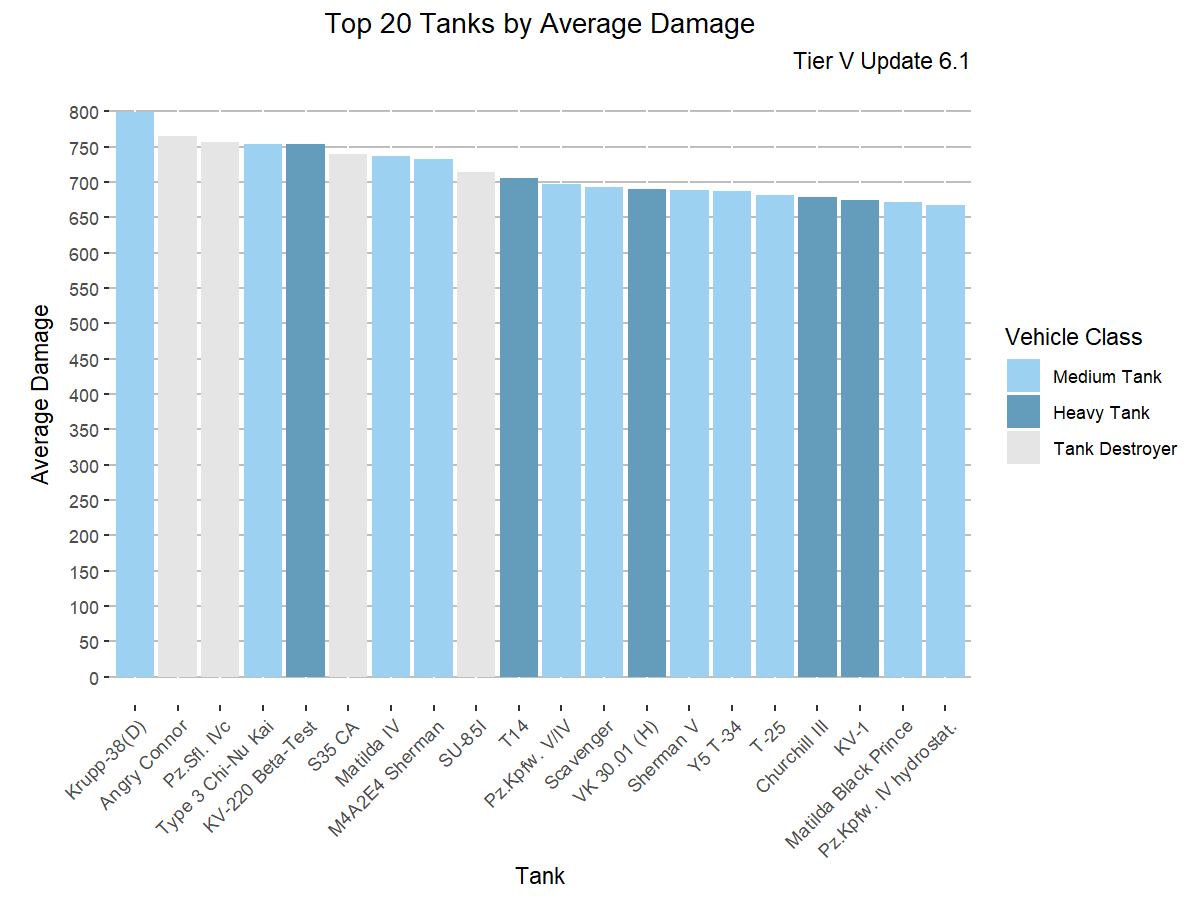 Top 20 Tanks by Average Damage
Tier V Update 6.1
Average Damage
800
750
700
650
600
550
500
450
400
350
300
250
200
150
100
50
0
Krupp-38(D)
Angry Connor
Pz.Sfl. IVc
Type 3 Chi-Nu Kai
KV-220 Beta-Test
S35 CA
Matilda IV
M4A2E4 Sherman
SU-85I
T14
Pz.Kpfw. V/IV
Scavenger
VK 30.01 (H)
Sherman V
Y5 T-34
T-25
Churchill III
KV-1
Matilda Black Prince
Pz.Kpfw. IV hydrostat.
Tank
Vehicle Class
Medium Tank
Heavy Tank
Tank Destroyer